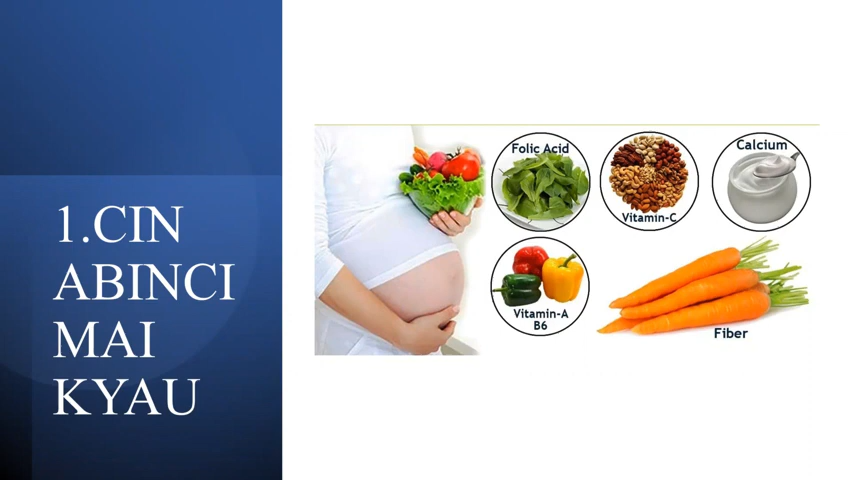 1.CIN
ABINCI
MAI
KYAU
Folic Acid
Vitamin-C
Calcium
Vitamin-A
B6
Fiber